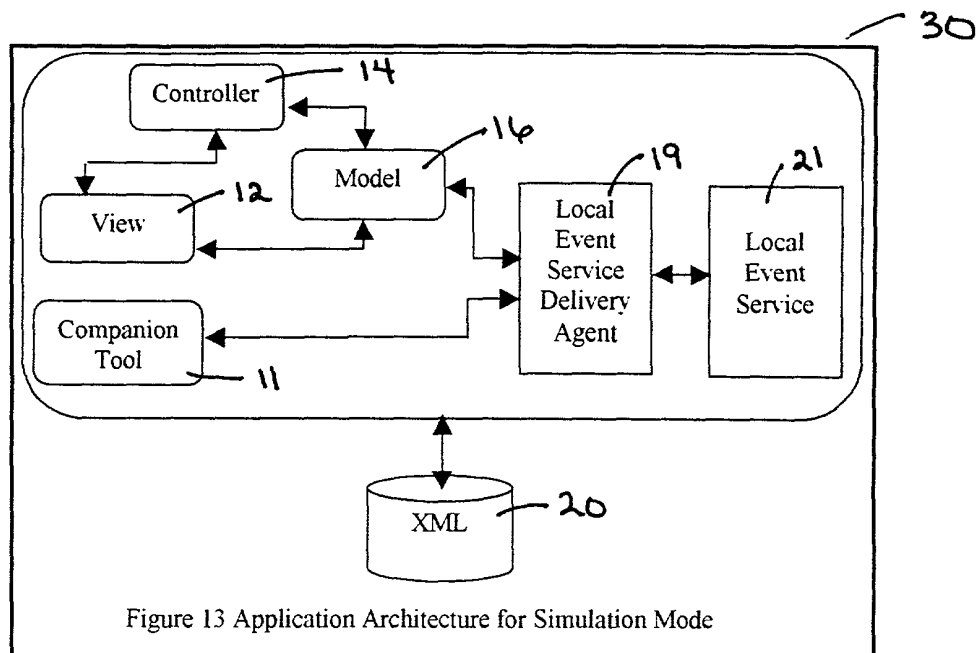 30
14
Controller
16
Model
12
View
19
Local
Event
Service
Delivery
Agent
21
Local
Event
Service
Companion
Tool
11
XML
20
Figure 13 Application Architecture for Simulation Mode